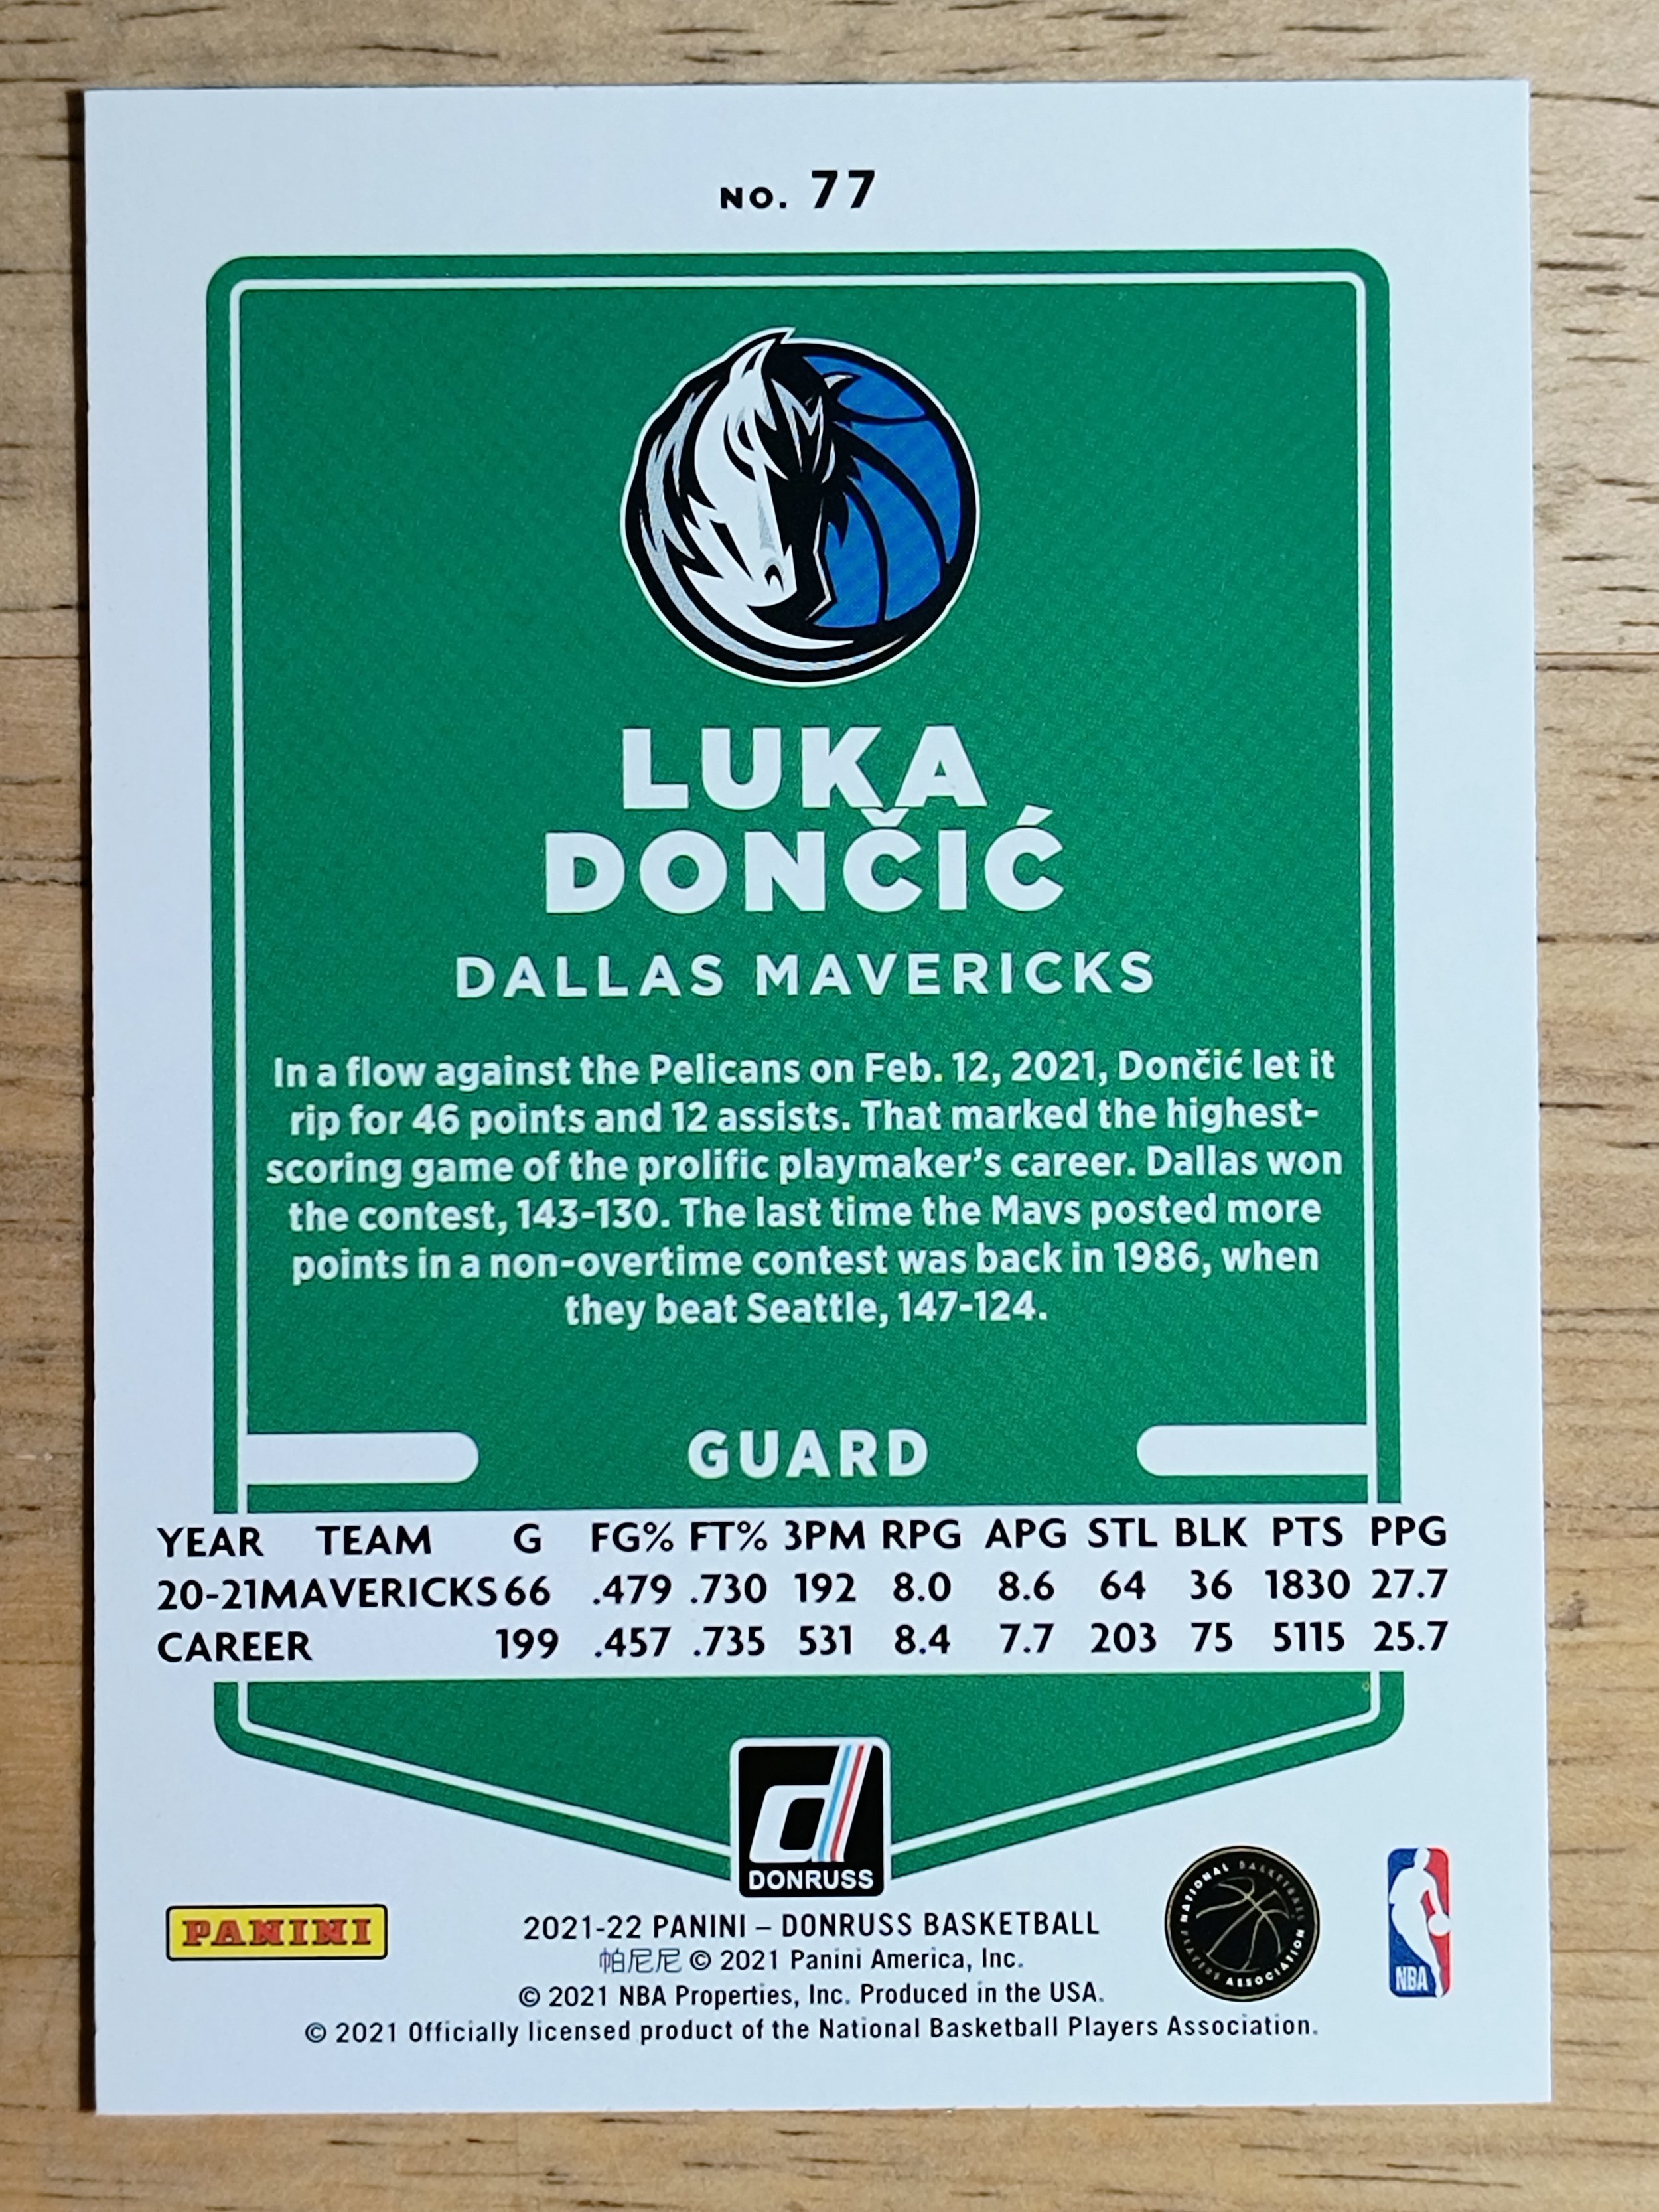 NO. 77
LUKA
DONČIĆ
DALLAS MAVERICKS
In a flow against the Pelicans on Feb. 12, 2021, Dončić let it
rip for 46 points and 12 assists. That marked the highest-
scoring game of the prolific playmaker's career. Dallas won
the contest, 143-130. The last time the Mavs posted more
points in a non-overtime contest was back in 1986, when
they beat Seattle, 147-124.
GUARD
YEAR TEAM G FG% FT% 3PM RPG APG STL BLK PTS PPG
20-21 MAVERICKS 66 .479 .730 192 8.0 8.6 64 36 1830 27.7
CAREER 199 .457 .735 531 8.4 7.7 203 75 5115 25.7
d
DONRUSS
PANINI
2021-22 PANINI – DONRUSS BASKETBALL
帕尼尼 © 2021 Panini America, Inc.
© 2021 NBA Properties, Inc. Produced in the USA.
© 2021 Officially licensed product of the National Basketball Players Association.
NATIONAL BASKETBALL PLAYERS ASSOCIATION
NBA